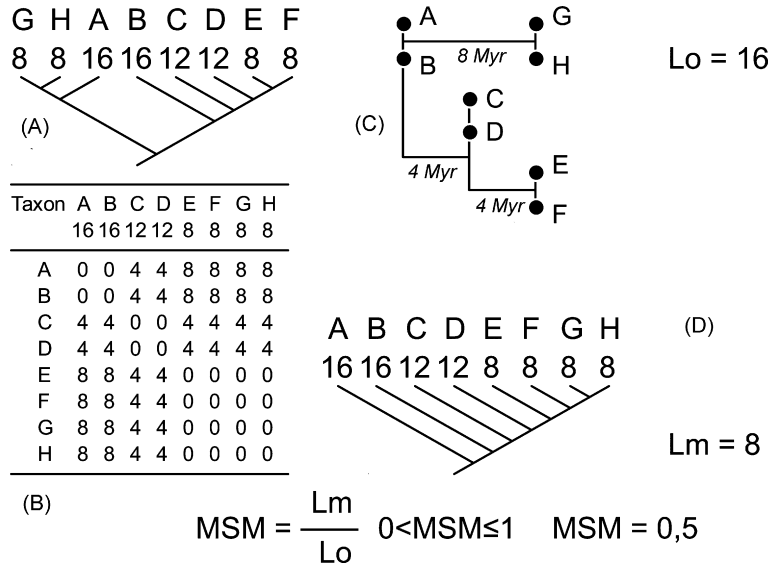 G H A B C D E F
8 8 16 16 12 12 8 8
(A)
Taxon A B C D E F G H
16 16 12 12 8 8 8 8
A 0 0 4 4 8 8 8 8
B 0 0 4 4 8 8 8 8
C 4 4 0 0 4 4 4 4
D 4 4 0 0 4 4 4 4
E 8 8 4 4 0 0 0 0
F 8 8 4 4 0 0 0 0
G 8 8 4 4 0 0 0 0
H 8 8 4 4 0 0 0 0
(B)
A G
8 Myr
B H
C
(C)
D
4 Myr
E
4 Myr
F
Lo = 16
A B C D E F G H
16 16 12 12 8 8 8 8
(D)
Lm = 8
MSM = Lm / Lo 0<MSM≤1 MSM = 0,5